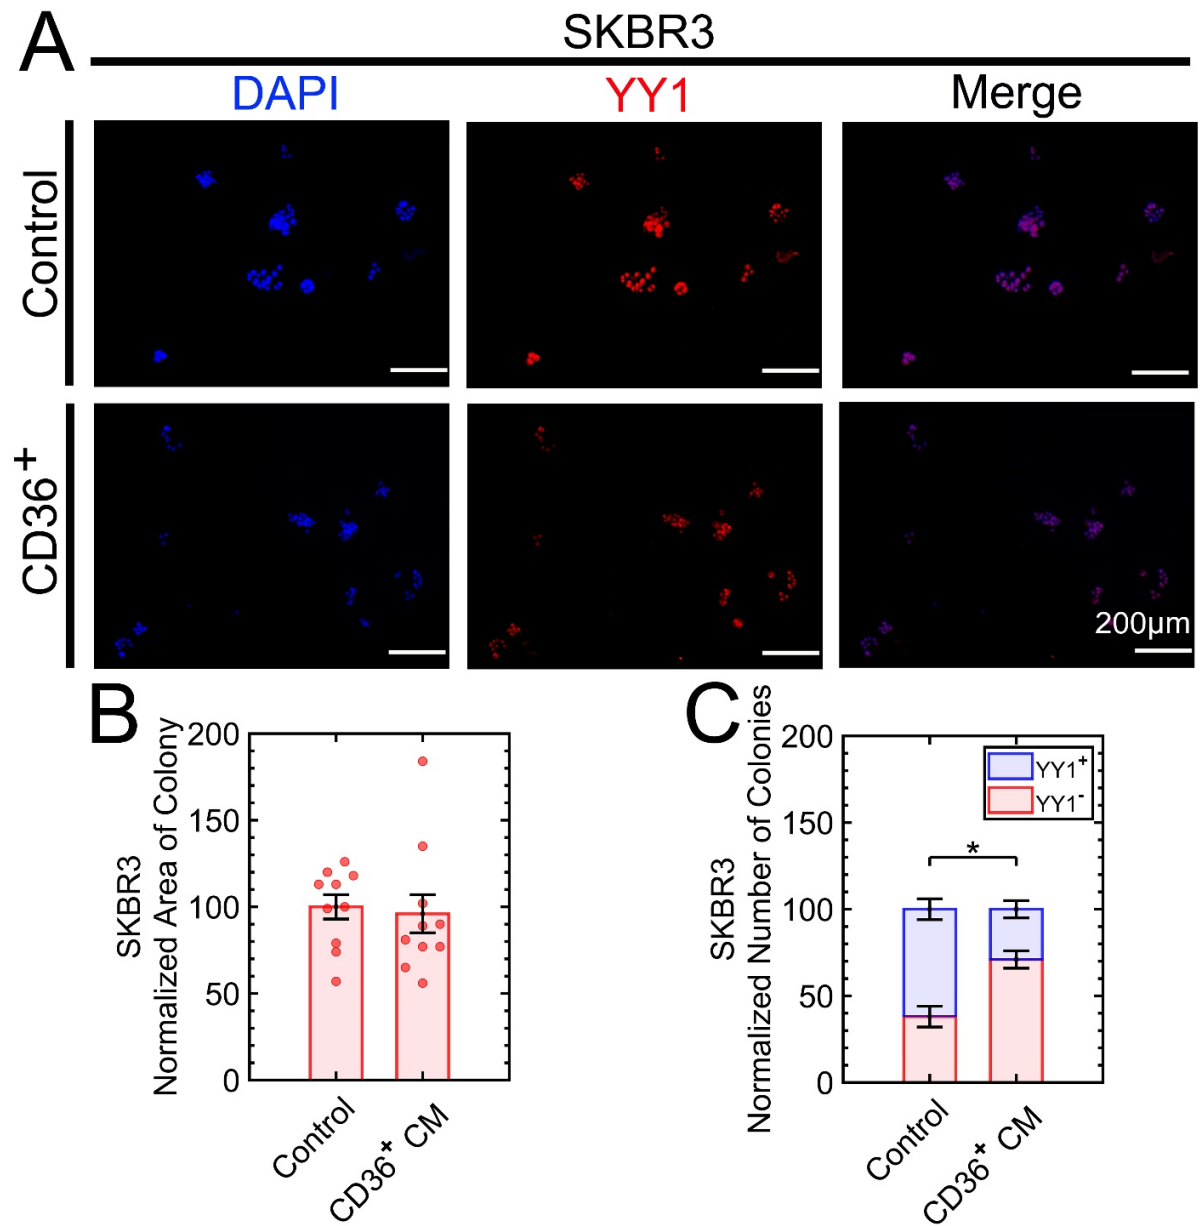 A
SKBR3
DAPI
YY1
Merge
Control
CD36⁺
200µm
B
SKBR3
Normalized Area of Colony
200
150
100
50
0
Control
CD36⁺ CM
C
SKBR3
Normalized Number of Colonies
200
150
100
50
0
YY1⁺
YY1⁻
*
Control
CD36⁺ CM